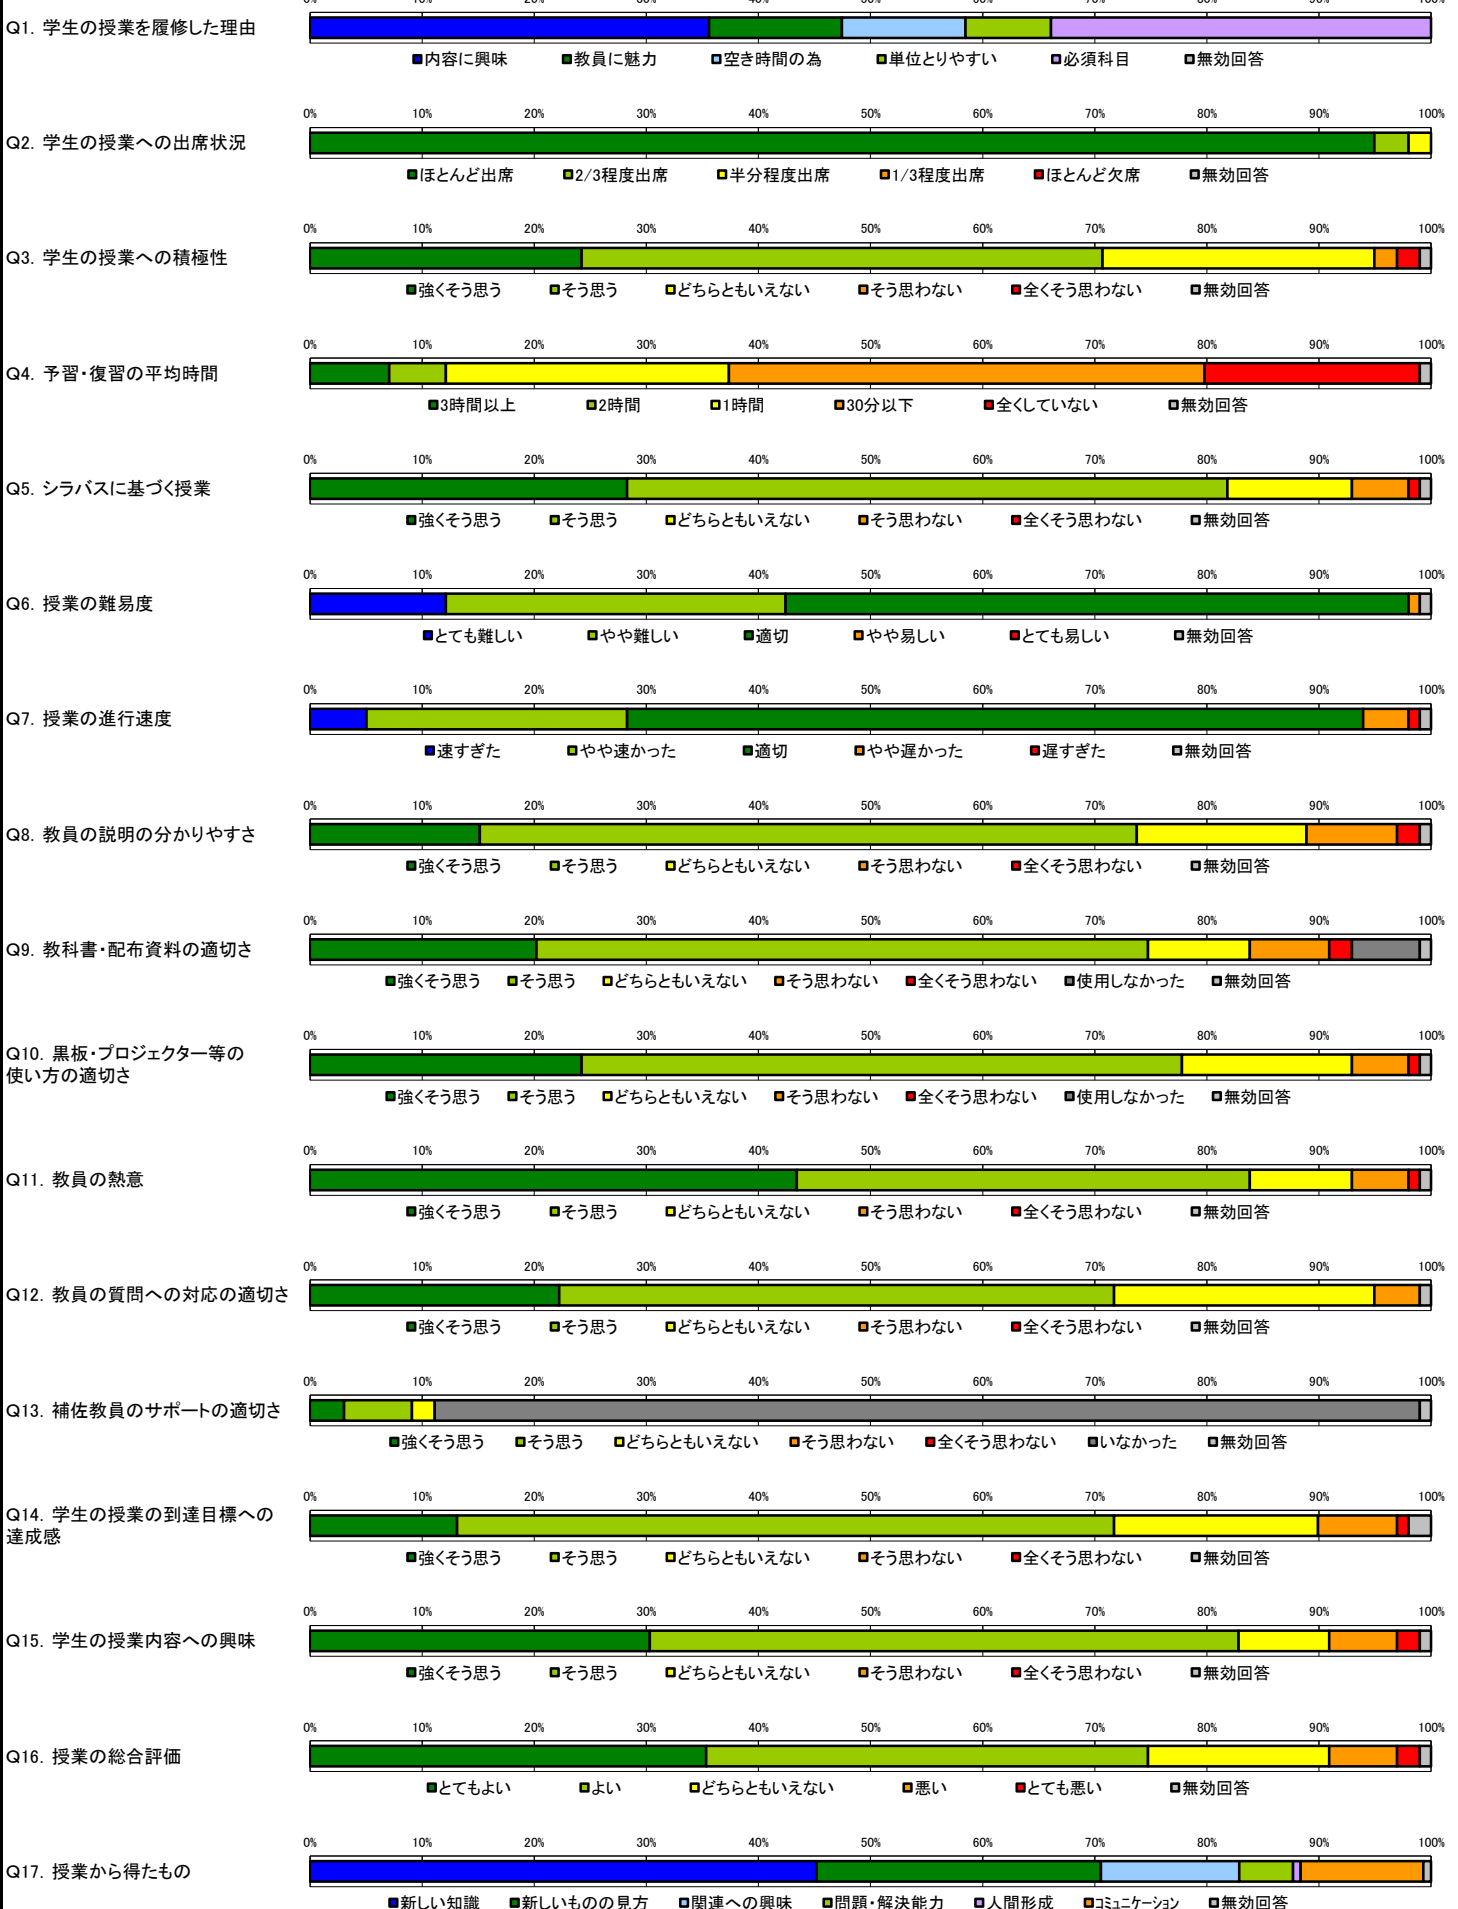 Q1. 学生の授業を履修した理由
■内容に興味 ■教員に魅力 □空き時間の為 □単位とりやすい □必須科目 □無効回答
0% 10% 20% 30% 40% 50% 60% 70% 80% 90% 100%
Q2. 学生の授業への出席状況
■ほとんど出席 □2/3程度出席 □半分程度出席 □1/3程度出席 ■ほとんど欠席 □無効回答
0% 10% 20% 30% 40% 50% 60% 70% 80% 90% 100%
Q3. 学生の授業への積極性
■強くそう思う □そう思う □どちらともいえない □そう思わない ■全くそう思わない □無効回答
0% 10% 20% 30% 40% 50% 60% 70% 80% 90% 100%
Q4. 予習・復習の平均時間
■3時間以上 □2時間 □1時間 □30分以下 ■全くしていない □無効回答
0% 10% 20% 30% 40% 50% 60% 70% 80% 90% 100%
Q5. シラバスに基づく授業
■強くそう思う □そう思う □どちらともいえない □そう思わない ■全くそう思わない □無効回答
0% 10% 20% 30% 40% 50% 60% 70% 80% 90% 100%
Q6. 授業の難易度
■とても難しい □やや難しい ■適切 □やや易しい ■とても易しい □無効回答
0% 10% 20% 30% 40% 50% 60% 70% 80% 90% 100%
Q7. 授業の進行速度
■速すぎた □やや速かった ■適切 □やや遅かった ■遅すぎた □無効回答
0% 10% 20% 30% 40% 50% 60% 70% 80% 90% 100%
Q8. 教員の説明の分かりやすさ
■強くそう思う □そう思う □どちらともいえない □そう思わない ■全くそう思わない □無効回答
0% 10% 20% 30% 40% 50% 60% 70% 80% 90% 100%
Q9. 教科書・配布資料の適切さ
■強くそう思う □そう思う □どちらともいえない □そう思わない ■全くそう思わない ■使用しなかった □無効回答
0% 10% 20% 30% 40% 50% 60% 70% 80% 90% 100%
Q10. 黒板・プロジェクター等の
使い方の適切さ
■強くそう思う □そう思う □どちらともいえない □そう思わない ■全くそう思わない ■使用しなかった □無効回答
0% 10% 20% 30% 40% 50% 60% 70% 80% 90% 100%
Q11. 教員の熱意
■強くそう思う □そう思う □どちらともいえない □そう思わない ■全くそう思わない □無効回答
0% 10% 20% 30% 40% 50% 60% 70% 80% 90% 100%
Q12. 教員の質問への対応の適切さ
■強くそう思う □そう思う □どちらともいえない □そう思わない ■全くそう思わない □無効回答
0% 10% 20% 30% 40% 50% 60% 70% 80% 90% 100%
Q13. 補佐教員のサポートの適切さ
■強くそう思う □そう思う □どちらともいえない □そう思わない ■全くそう思わない ■いなかった □無効回答
0% 10% 20% 30% 40% 50% 60% 70% 80% 90% 100%
Q14. 学生の授業の到達目標への
達成感
■強くそう思う □そう思う □どちらともいえない □そう思わない ■全くそう思わない □無効回答
0% 10% 20% 30% 40% 50% 60% 70% 80% 90% 100%
Q15. 学生の授業内容への興味
■強くそう思う □そう思う □どちらともいえない □そう思わない ■全くそう思わない □無効回答
0% 10% 20% 30% 40% 50% 60% 70% 80% 90% 100%
Q16. 授業の総合評価
■とてもよい □よい □どちらともいえない □悪い ■とても悪い □無効回答
0% 10% 20% 30% 40% 50% 60% 70% 80% 90% 100%
Q17. 授業から得たもの
■新しい知識 ■新しいものの見方 □関連への興味 □問題・解決能力 □人間形成 □コミュニケーション □無効回答